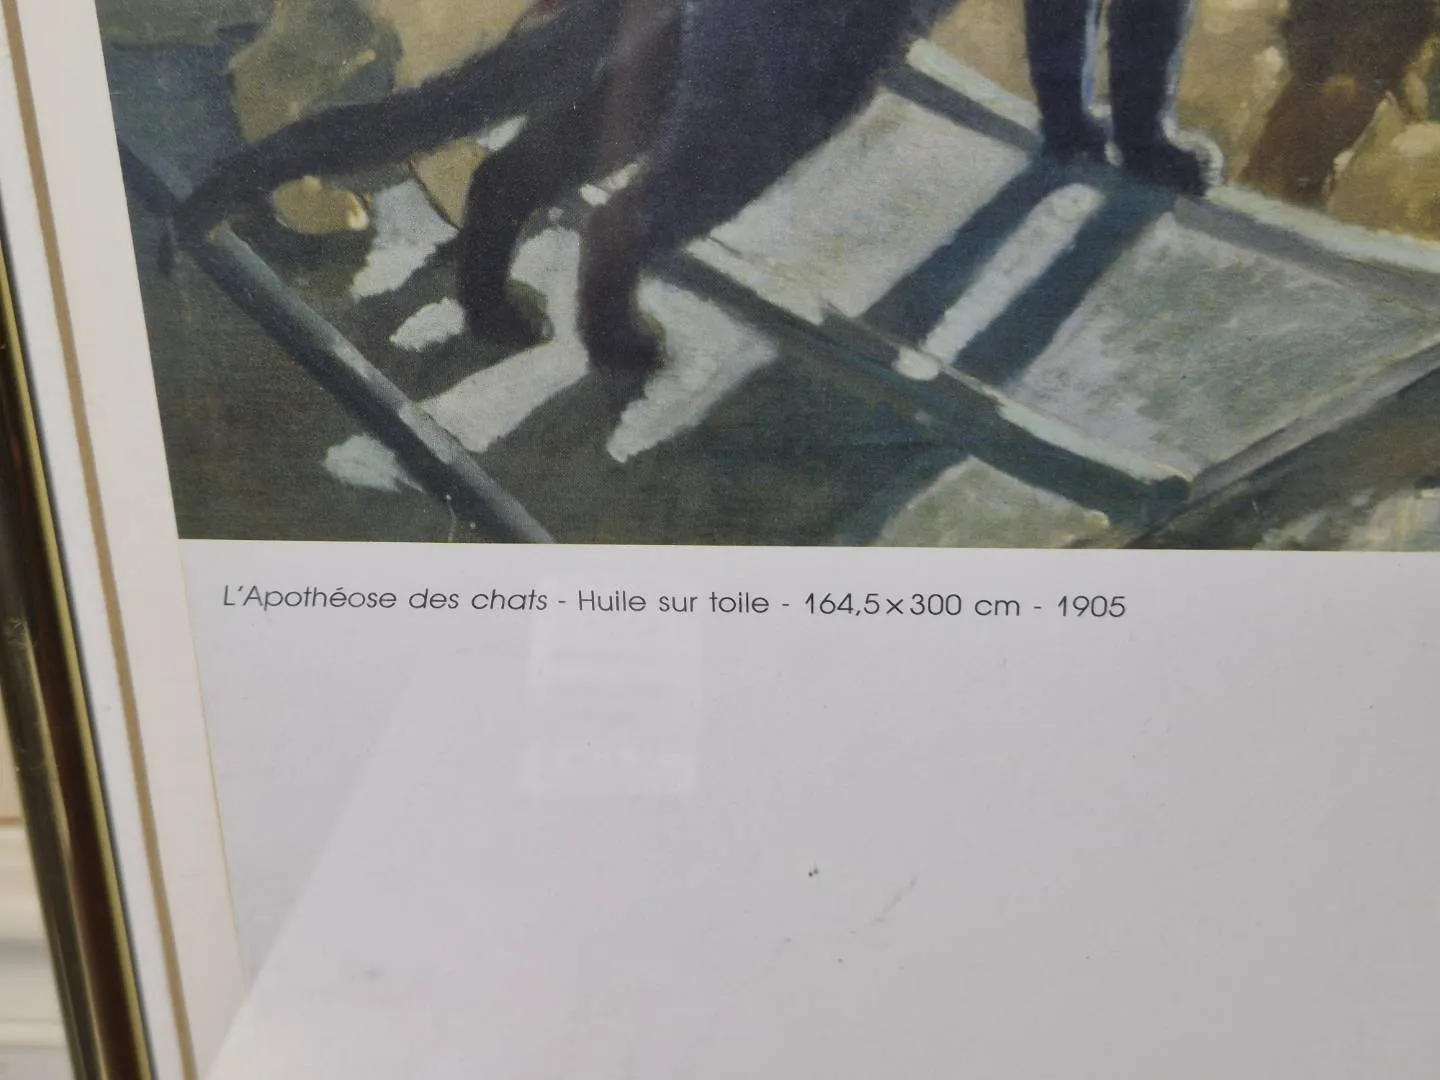 L'Apothéose des chats - Huile sur toile - 164,5×300 cm - 1905